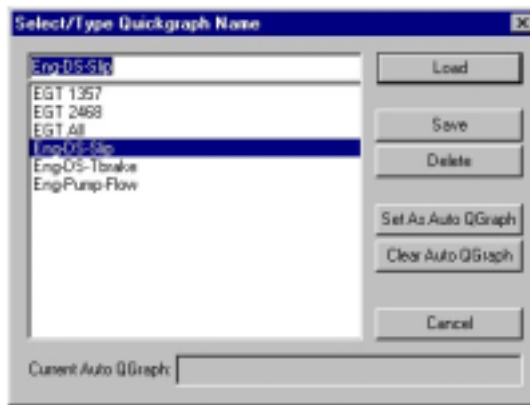 Select/Type Quickgraph Name
Eng-DS-Slip
Load
EGT 1357
EGT 2468
EGT All
Eng-DS-Slip
Eng-DS-Tbrake
Eng-Pump-Flow
Save
Delete
Set As Auto QGraph
Clear Auto QGraph
Cancel
Current Auto QGraph: